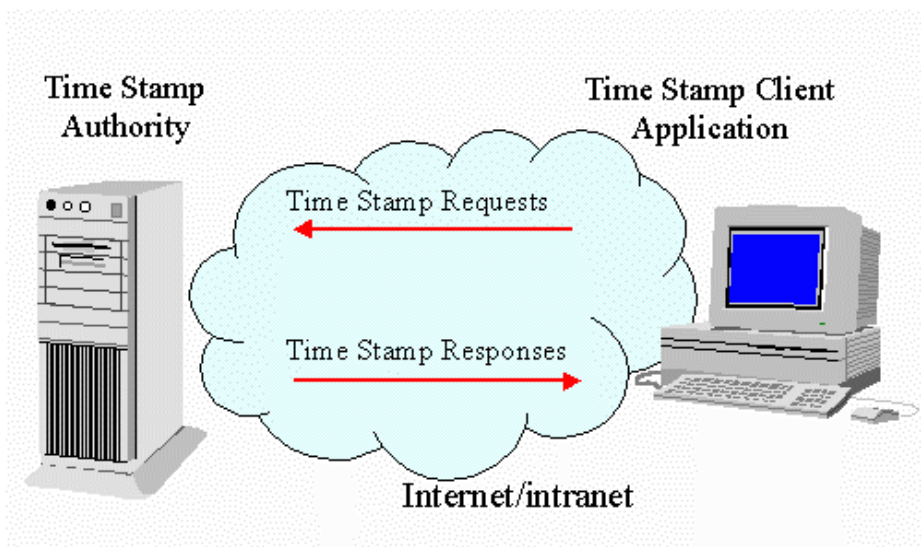 Time Stamp
Authority
Time Stamp Client
Application
Time Stamp Requests
Time Stamp Responses
Internet/intranet